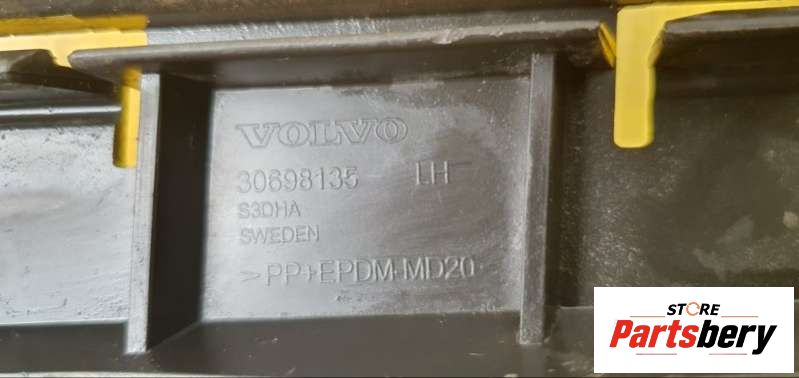 VOLVO
30698135 LH
S3DHA
SWEDEN
>PP+EPDM-MD20
STORE
Partsbery